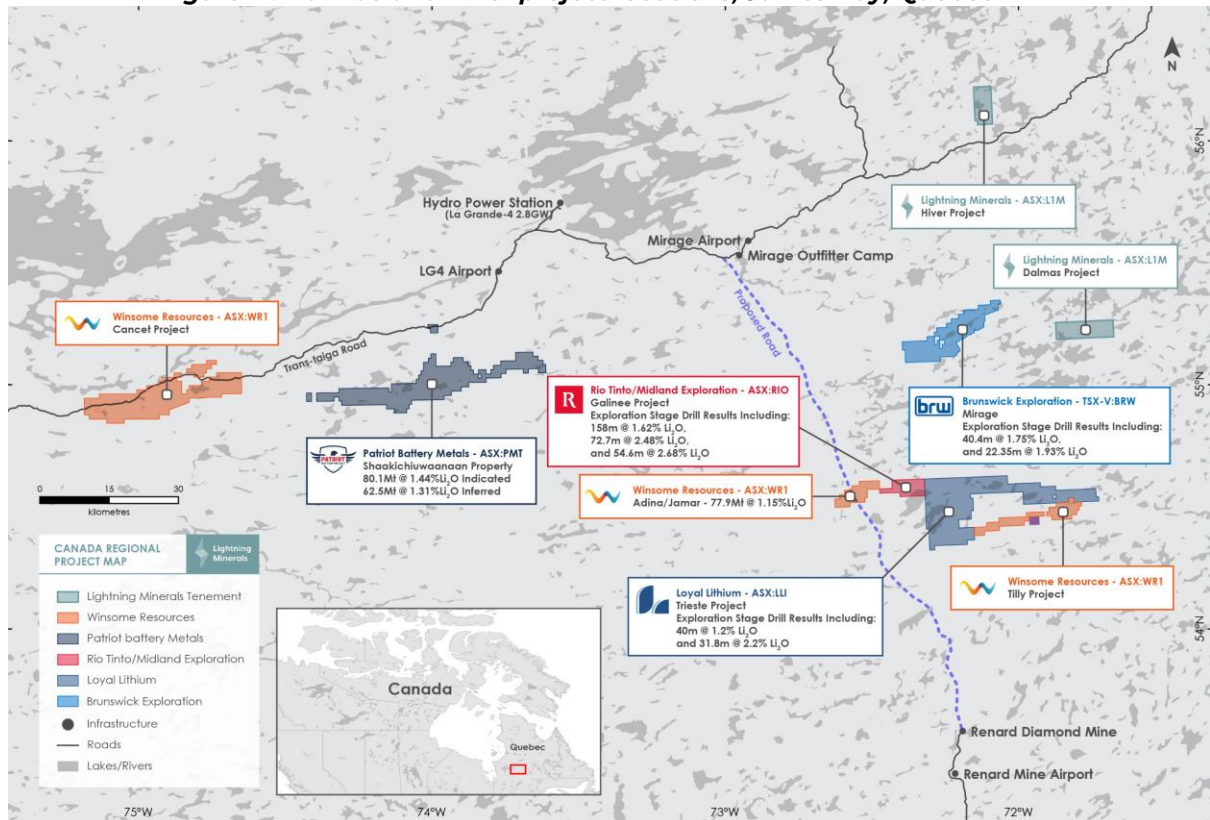 N
56°N
Lightning Minerals - ASX:L1M
Hiver Project
Hydro Power Station
(La Grande-4 2.8GW)
Mirage Airport
Mirage Outfitter Camp
LG4 Airport
Lightning Minerals - ASX:L1M
Dalmas Project
Winsome Resources - ASX:WR1
Cancet Project
Trans-taiga Road
Proposed Road
55°N
R
Rio Tinto/Midland Exploration - ASX:RIO
Galinee Project
Exploration Stage Drill Results Including:
158m @ 1.62% Li2O,
72.7m @ 2.48% Li2O,
and 54.6m @ 2.68% Li2O
brw
Brunswick Exploration - TSX-V:BRW
Mirage
Exploration Stage Drill Results Including:
40.4m @ 1.75% Li2O,
and 22.35m @ 1.93% Li2O
PATRIOT
Patriot Battery Metals - ASX:PMT
Shaakichiuwaanaan Property
80.1Mt @ 1.44%Li2O Indicated
62.5Mt @ 1.31%Li2O Inferred
Winsome Resources - ASX:WR1
Adina/Jamar - 77.9Mt @ 1.15%Li2O
0 15 30
kilometres
Loyal Lithium - ASX:LLI
Trieste Project
Exploration Stage Drill Results Including:
40m @ 1.2% Li2O
and 31.8m @ 2.2% Li2O
Winsome Resources - ASX:WR1
Tilly Project
54°N
CANADA REGIONAL
PROJECT MAP
Lightning
Minerals
Lightning Minerals Tenement
Winsome Resources
Patriot battery Metals
Rio Tinto/Midland Exploration
Loyal Lithium
Brunswick Exploration
Infrastructure
Roads
Lakes/Rivers
Canada
Quebec
Renard Diamond Mine
Renard Mine Airport
75°W
74°W
73°W
72°W